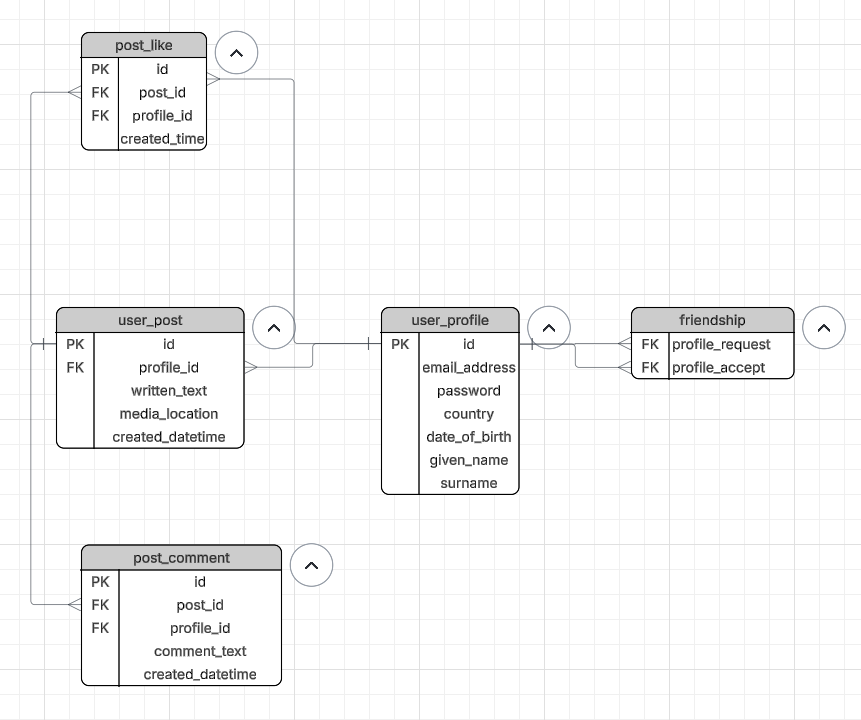 post_like
PK id
FK post_id
FK profile_id
created_time
user_post
PK id
FK profile_id
written_text
media_location
created_datetime
user_profile
PK id
email_address
password
country
date_of_birth
given_name
surname
friendship
FK profile_request
FK profile_accept
post_comment
PK id
FK post_id
FK profile_id
comment_text
created_datetime